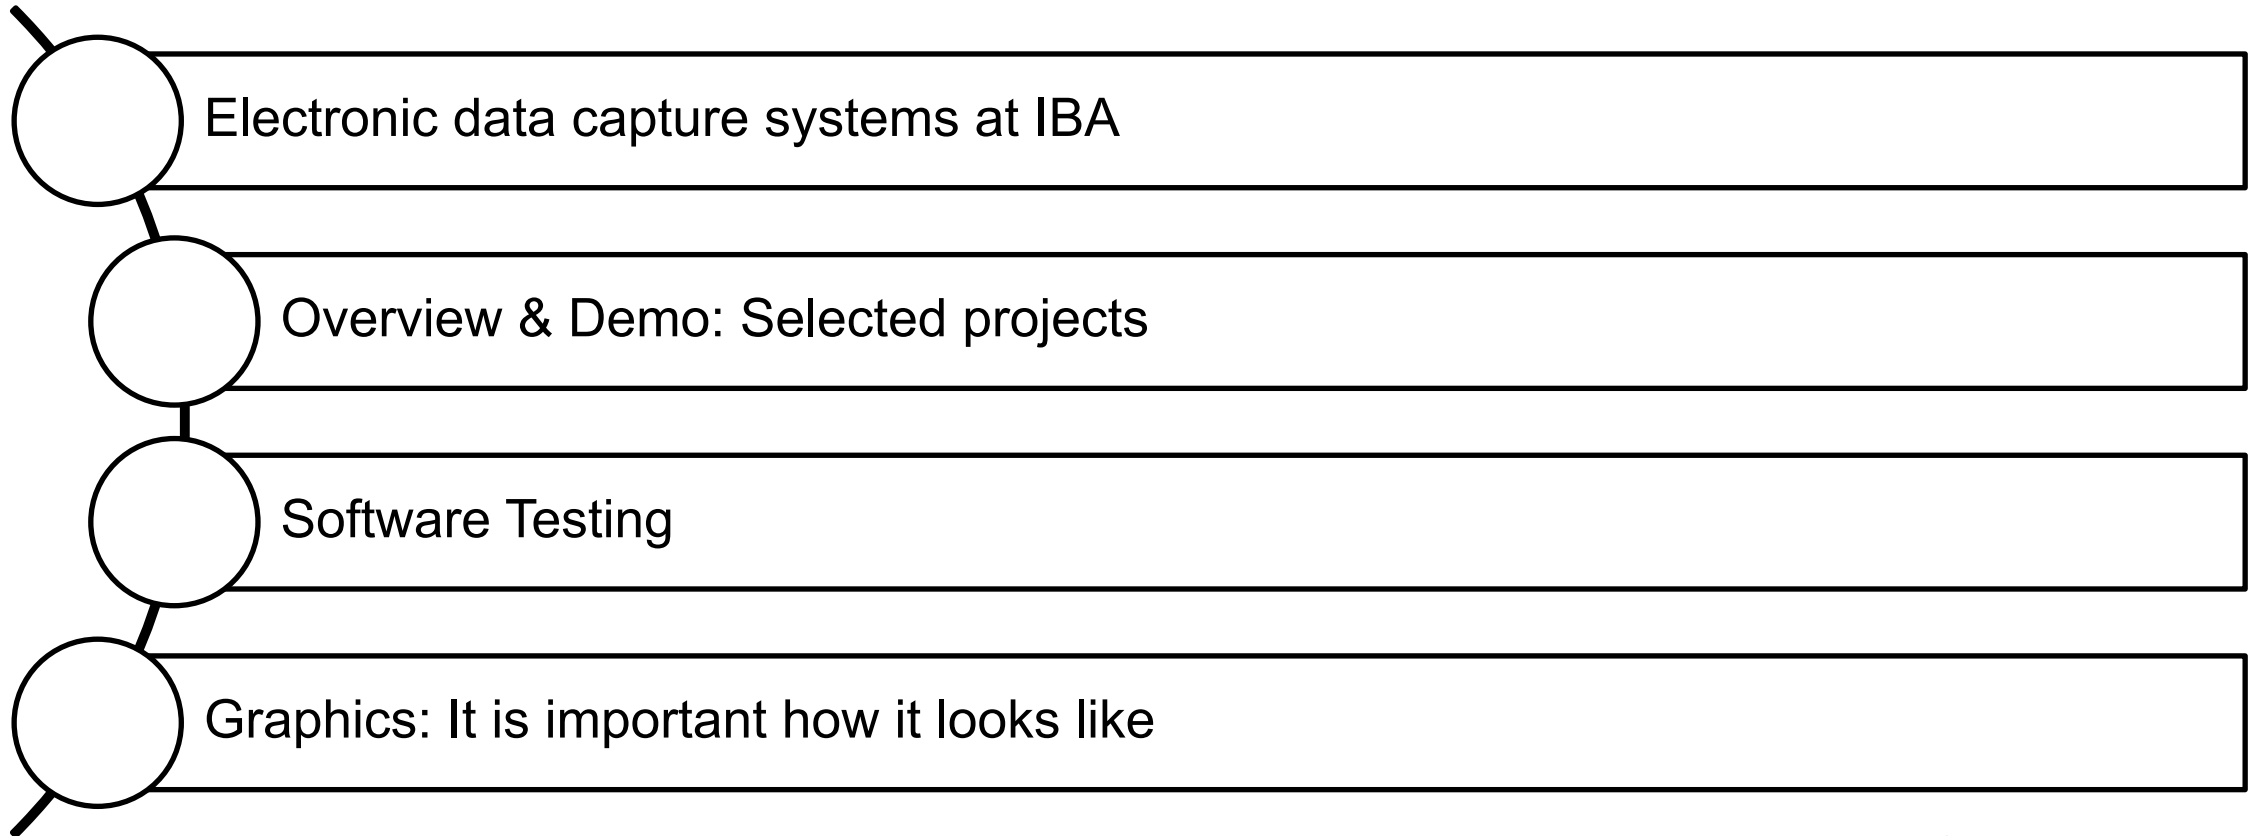 Electronic data capture systems at IBA
Overview & Demo: Selected projects
Software Testing
Graphics: It is important how it looks like